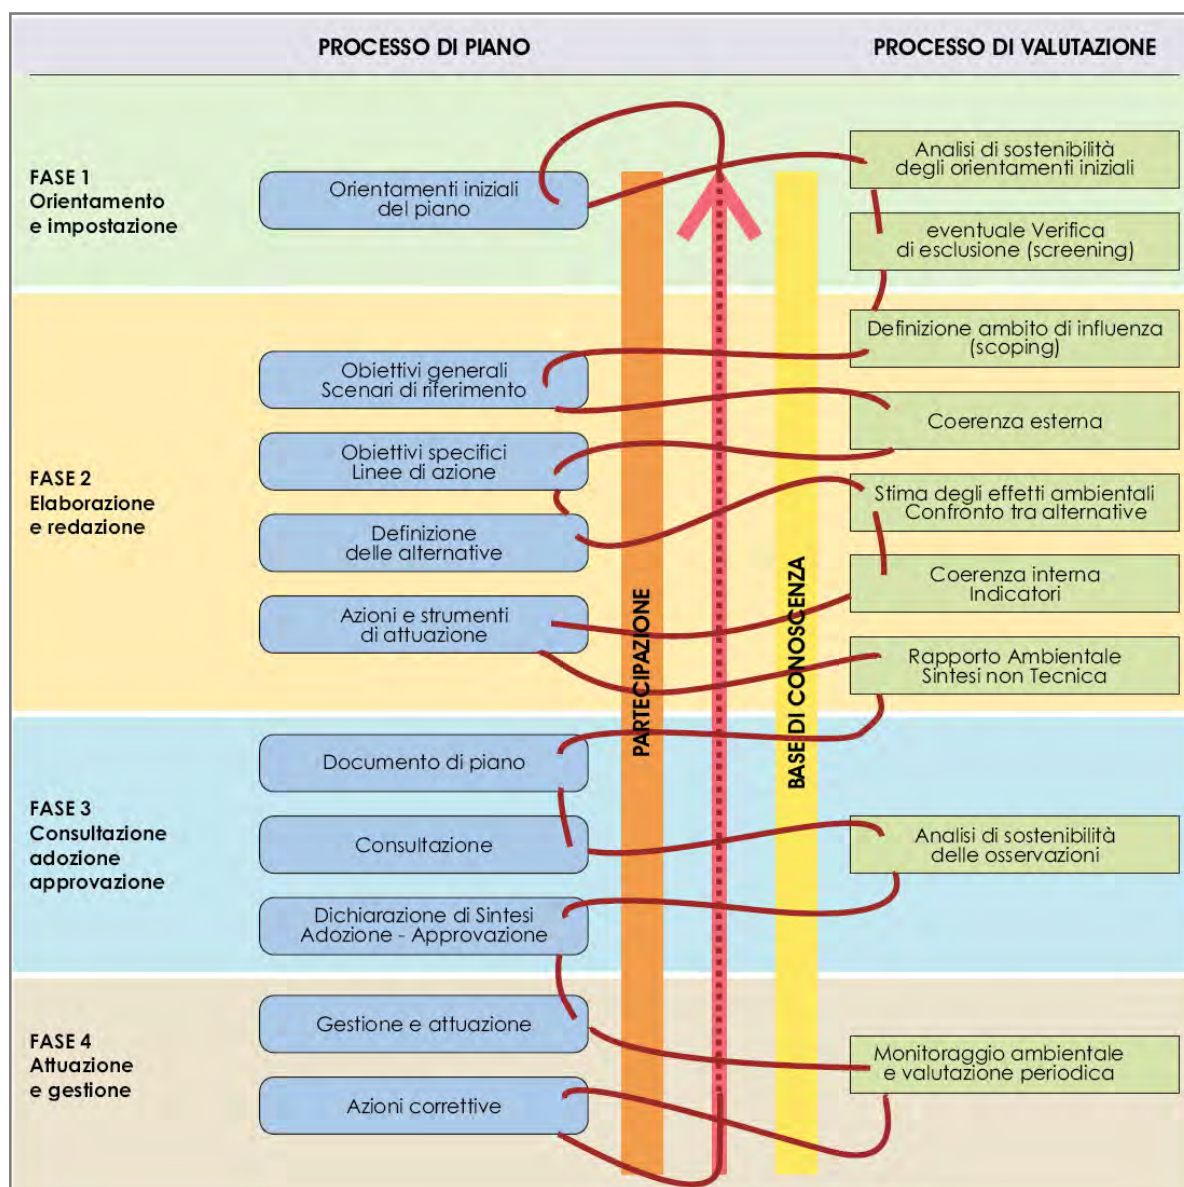 PROCESSO DI PIANO
PROCESSO DI VALUTAZIONE
FASE 1
Orientamento
e impostazione
Orientamenti iniziali
del piano
Analisi di sostenibilità
degli orientamenti iniziali
eventuale Verifica
di esclusione (screening)
FASE 2
Elaborazione
e redazione
Obiettivi generali
Scenari di riferimento
Obiettivi specifici
Linee di azione
Definizione
delle alternative
Azioni e strumenti
di attuazione
Definizione ambito di influenza
(scoping)
Coerenza esterna
Stima degli effetti ambientali
Confronto tra alternative
Coerenza interna
Indicatori
Rapporto Ambientale
Sintesi non Tecnica
PARTECIPAZIONE
BASE DI CONOSCENZA
FASE 3
Consultazione
adozione
approvazione
Documento di piano
Consultazione
Dichiarazione di Sintesi
Adozione - Approvazione
Analisi di sostenibilità
delle osservazioni
FASE 4
Attuazione
e gestione
Gestione e attuazione
Azioni correttive
Monitoraggio ambientale
e valutazione periodica